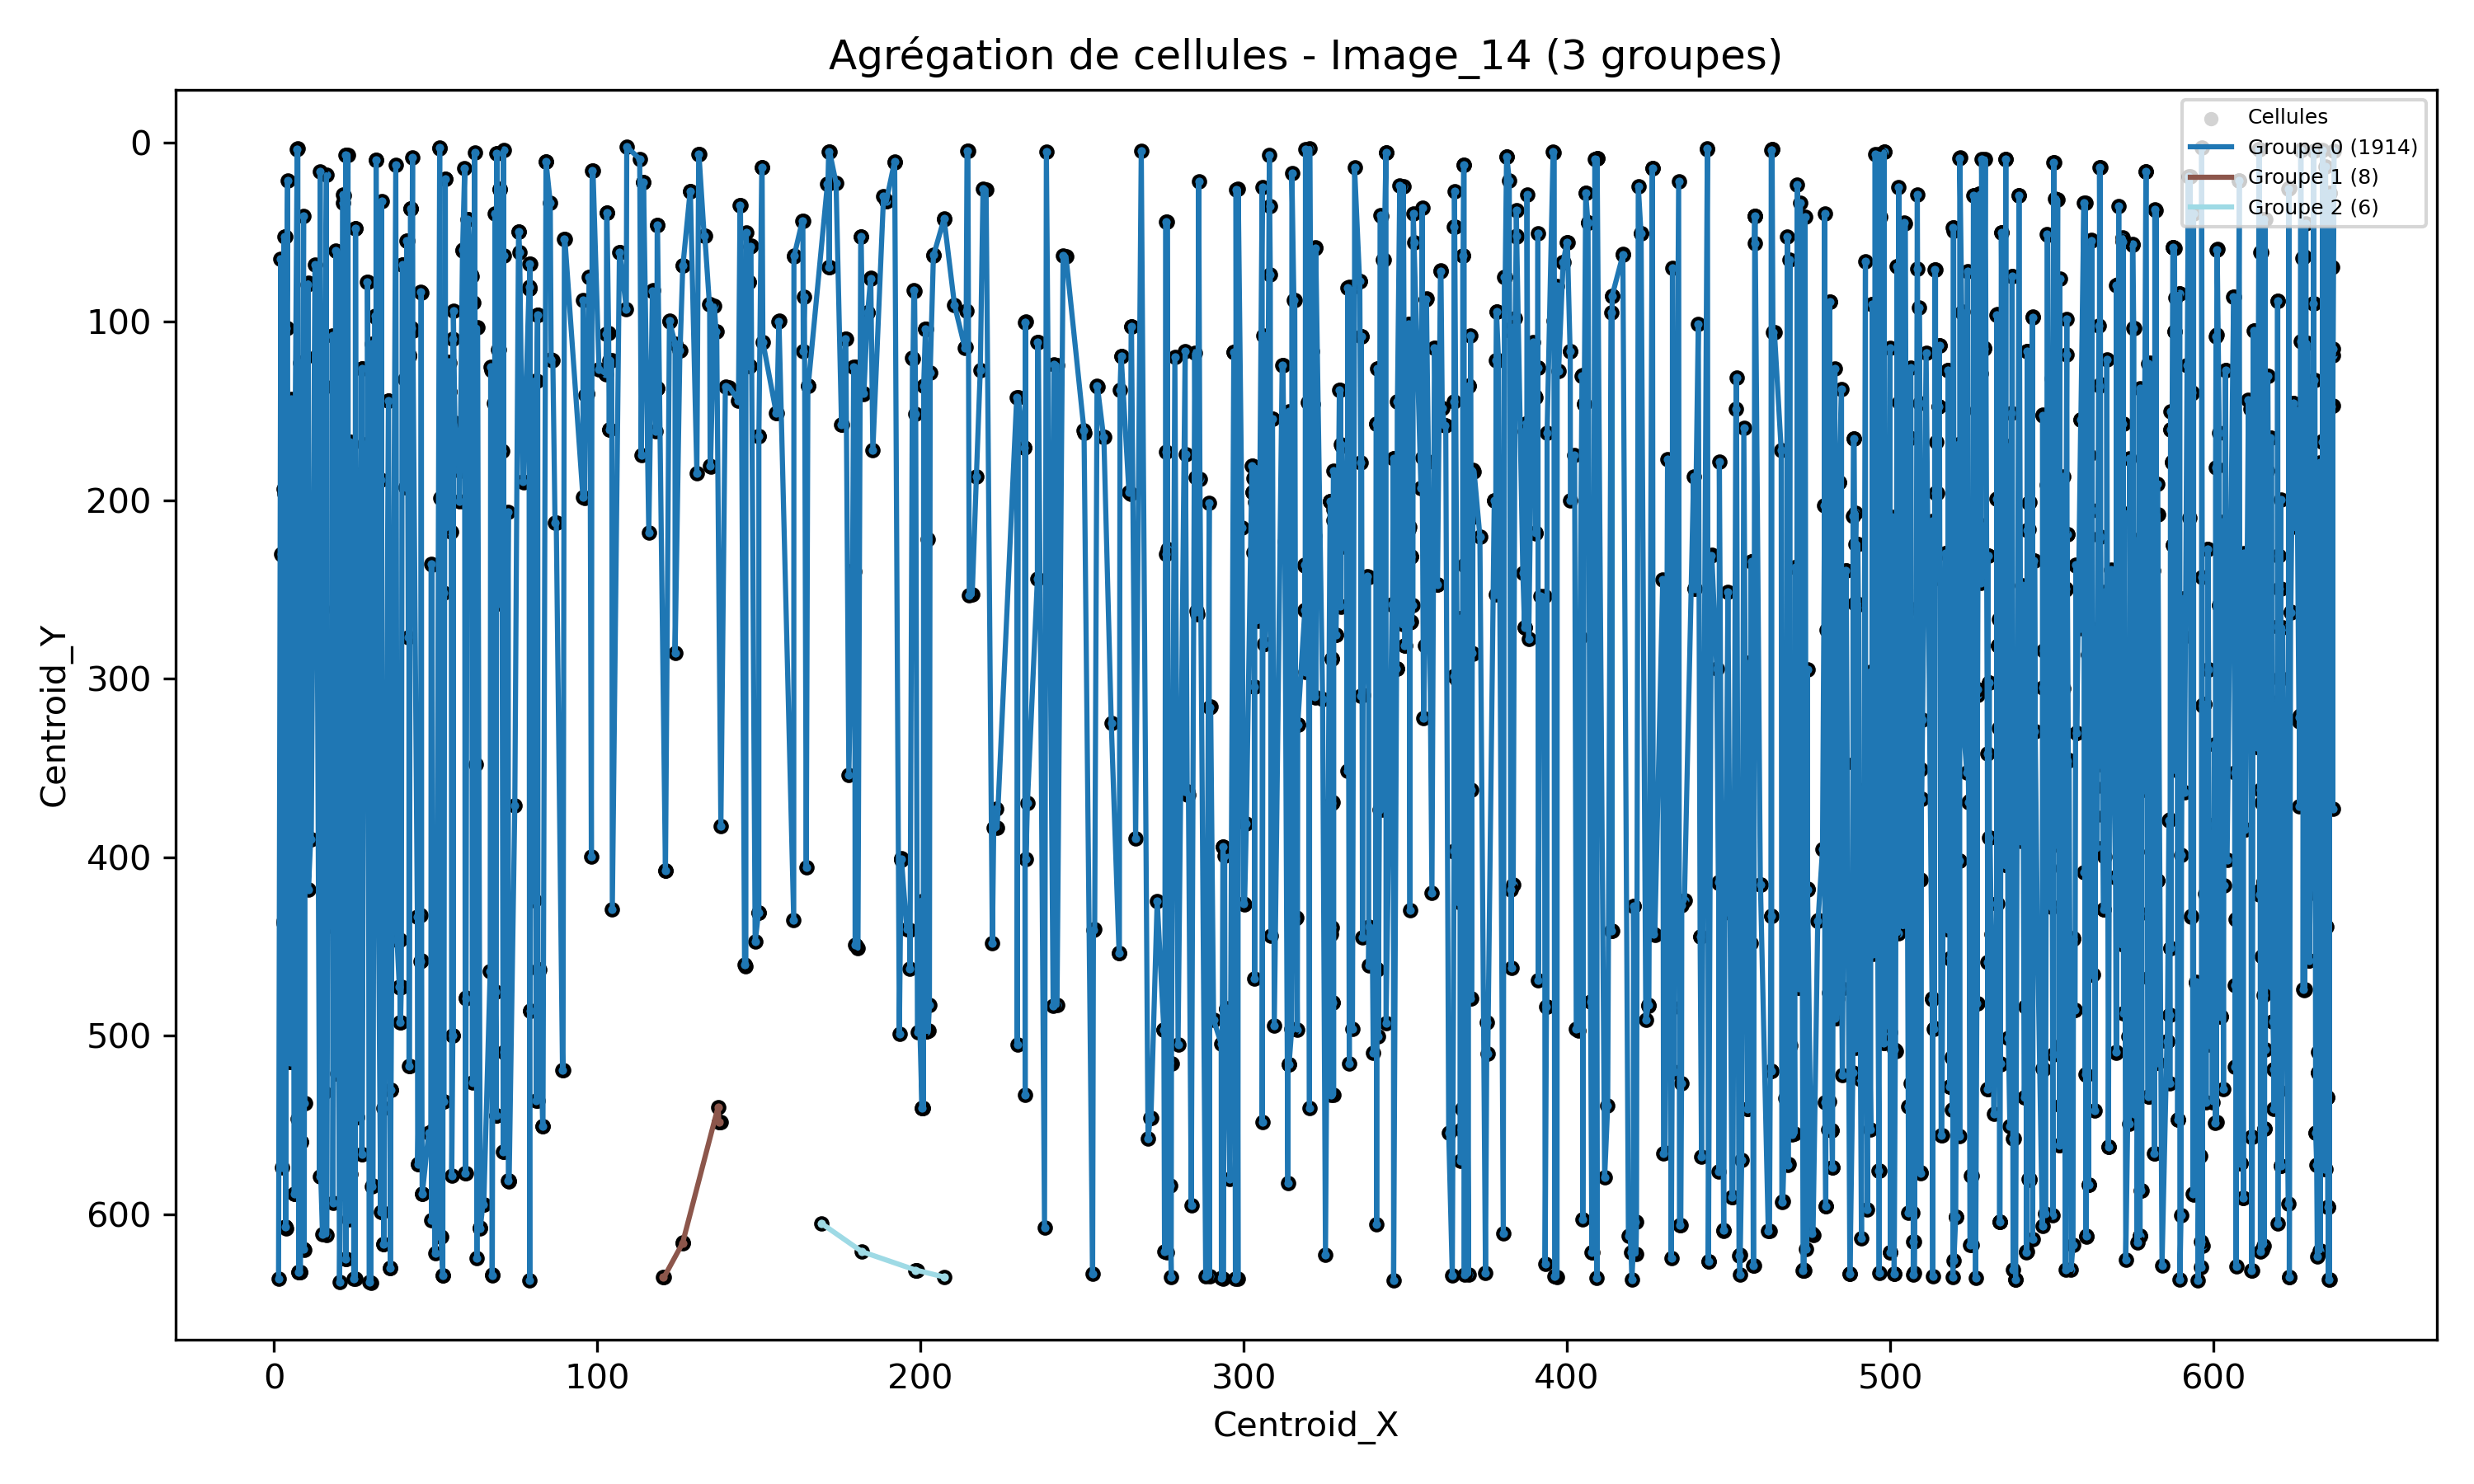 Agrégation de cellules - Image_14 (3 groupes)
Cellules
Groupe 0 (1914)
Groupe 1 (8)
Groupe 2 (6)
0
100
200
300
400
500
600
Centroid_Y
0
100
200
300
400
500
600
Centroid_X